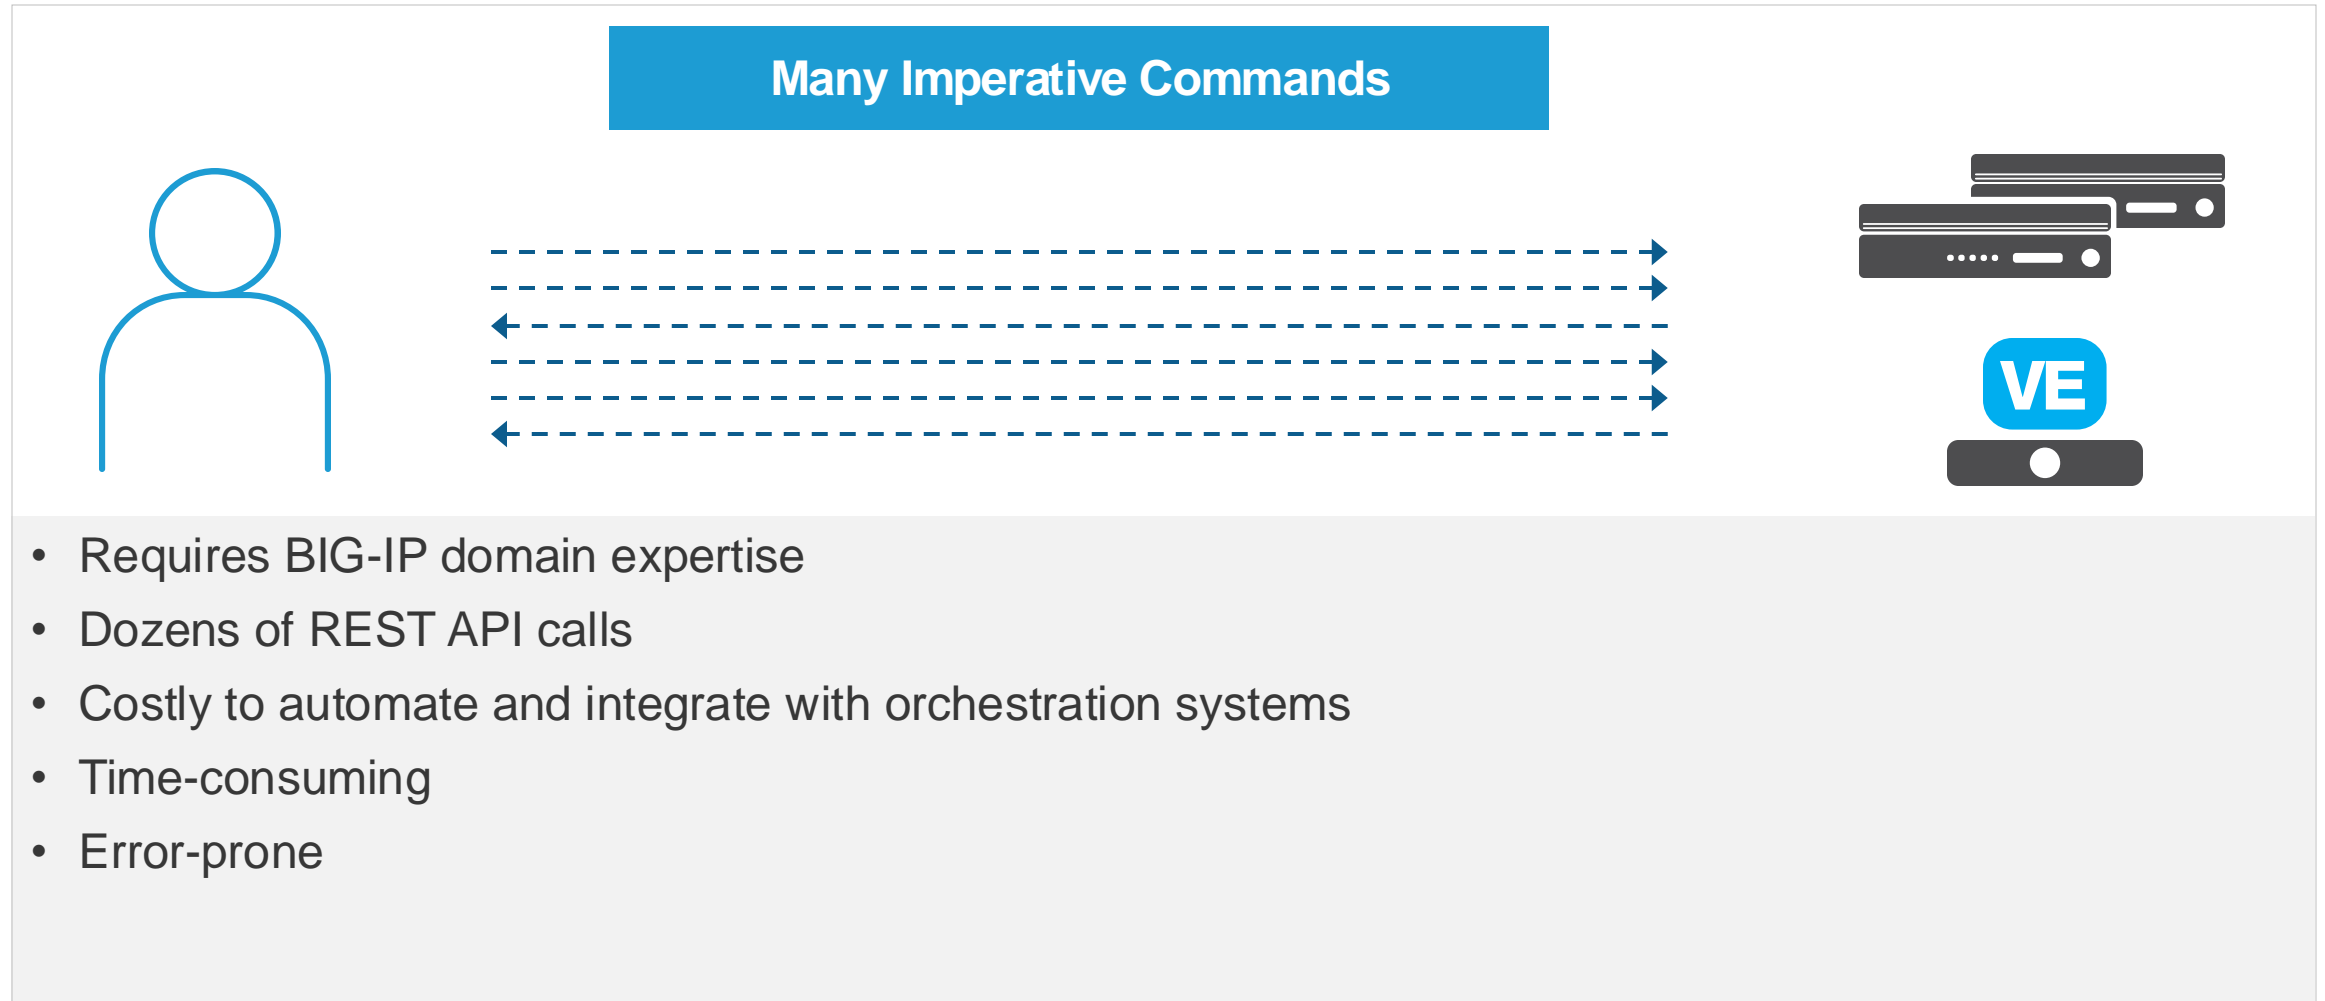 Many Imperative Commands
VE
• Requires BIG-IP domain expertise
• Dozens of REST API calls
• Costly to automate and integrate with orchestration systems
• Time-consuming
• Error-prone